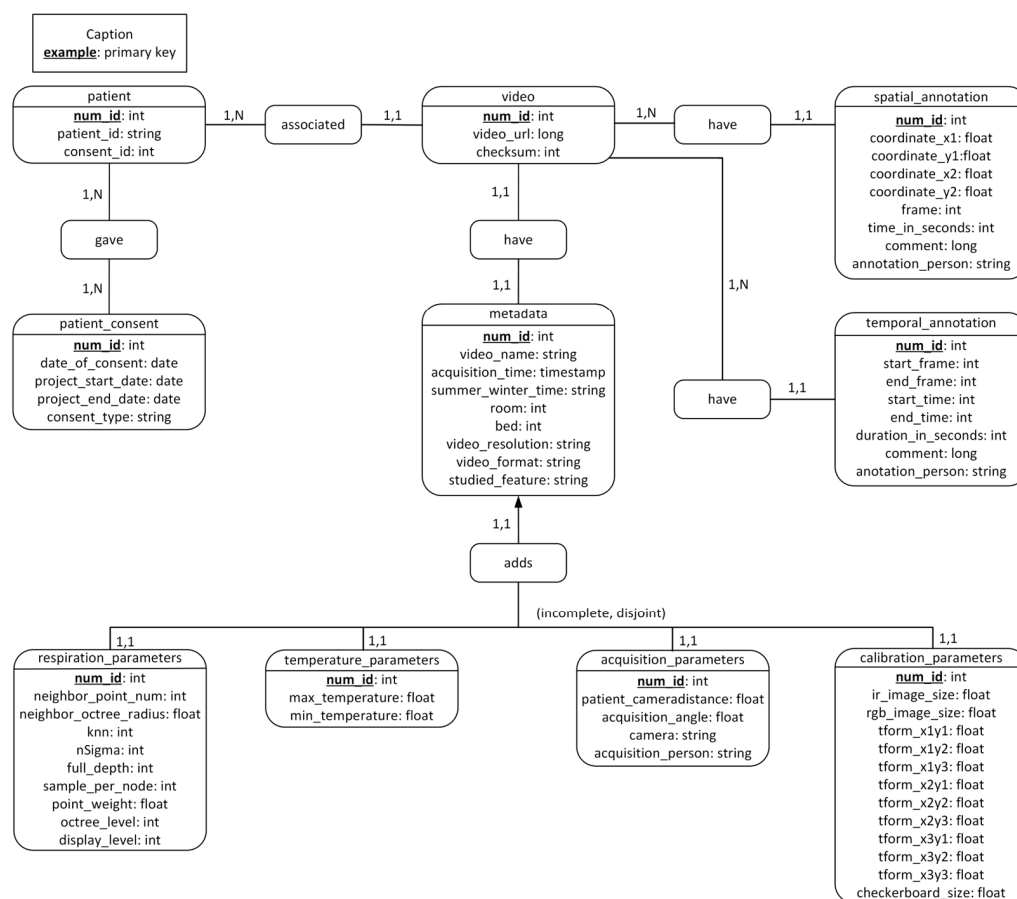 Caption
example: primary key
patient
num_id: int
patient_id: string
consent_id: int
1,N
associated
1,1
video
num_id: int
video_url: long
checksum: int
1,N
have
1,1
spatial_annotation
num_id: int
coordinate_x1: float
coordinate_y1:float
coordinate_x2: float
coordinate_y2: float
frame: int
time_in_seconds: int
comment: long
annotation_person: string
1,N
gave
1,N
patient_consent
num_id: int
date_of_consent: date
project_start_date: date
project_end_date: date
consent_type: string
1,1
have
1,1
metadata
num_id: int
video_name: string
acquisition_time: timestamp
summer_winter_time: string
room: int
bed: int
video_resolution: string
video_format: string
studied_feature: string
1,N
have
1,1
temporal_annotation
num_id: int
start_frame: int
end_frame: int
start_time: int
end_time: int
duration_in_seconds: int
comment: long
anotation_person: string
1,1
adds
(incomplete, disjoint)
1,1
respiration_parameters
num_id: int
neighbor_point_num: int
neighbor_octree_radius: float
knn: int
nSigma: int
full_depth: int
sample_per_node: int
point_weight: float
octree_level: int
display_level: int
1,1
temperature_parameters
num_id: int
max_temperature: float
min_temperature: float
1,1
acquisition_parameters
num_id: int
patient_cameradistance: float
acquisition_angle: float
camera: string
acquisition_person: string
1,1
calibration_parameters
num_id: int
ir_image_size: float
rgb_image_size: float
tform_x1y1: float
tform_x1y2: float
tform_x1y3: float
tform_x2y1: float
tform_x2y2: float
tform_x2y3: float
tform_x3y1: float
tform_x3y2: float
tform_x3y3: float
checkerboard_size: float